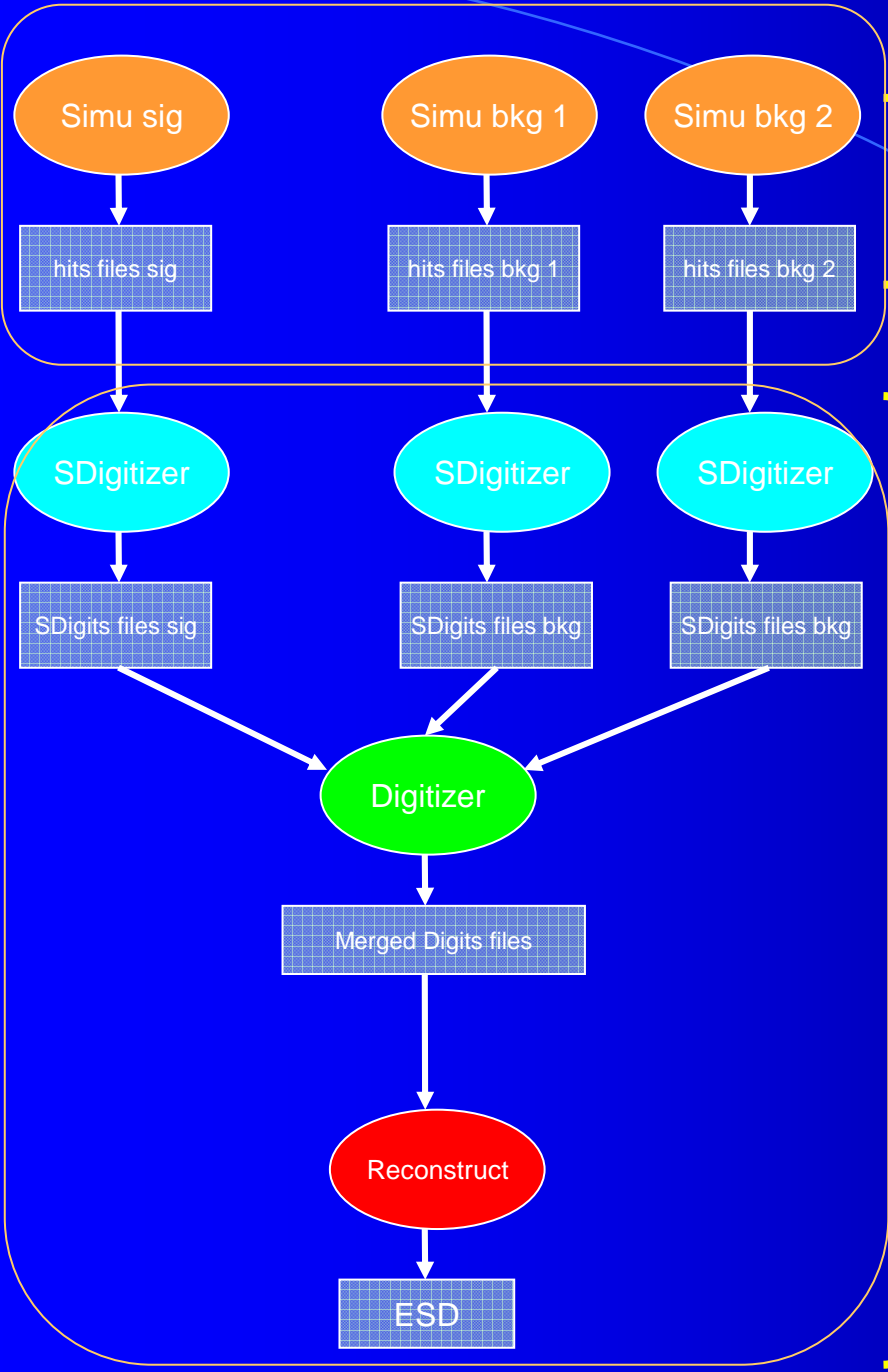 Simu sig
Simu bkg 1
Simu bkg 2
hits files sig
hits files bkg 1
hits files bkg 2
SDigitizer
SDigitizer
SDigitizer
SDigits files sig
SDigits files bkg
SDigits files bkg
Digitizer
Merged Digits files
Reconstruct
ESD